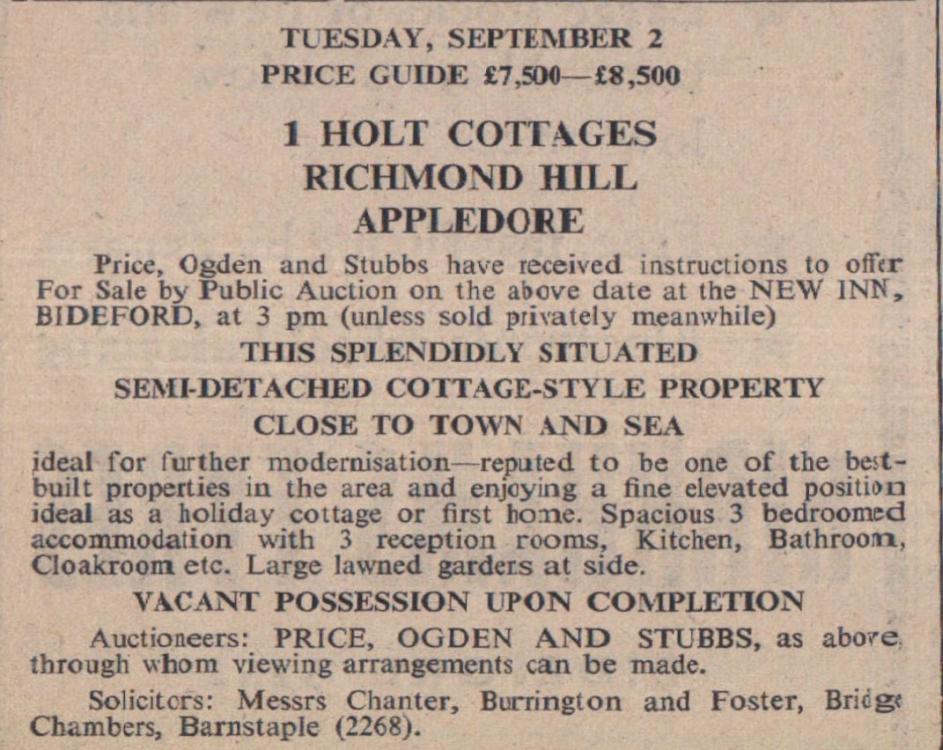 TUESDAY, SEPTEMBER 2
PRICE GUIDE £7,500—£8,500
1 HOLT COTTAGES
RICHMOND HILL
APPLEDORE
Price, Ogden and Stubbs have received instructions to offer
For Sale by Public Auction on the above date at the NEW INN,
BIDEFORD, at 3 pm (unless sold privately meanwhile)
THIS SPLENDIDLY SITUATED
SEMI-DETACHED COTTAGE-STYLE PROPERTY
CLOSE TO TOWN AND SEA
ideal for further modernisation—reputed to be one of the best-
built properties in the area and enjoying a fine elevated position
ideal as a holiday cottage or first home. Spacious 3 bedroomed
accommodation with 3 reception rooms, Kitchen, Bathroom,
Cloakroom etc. Large lawned garders at side.
VACANT POSSESSION UPON COMPLETION
Auctioneers: PRICE, OGDEN AND STUBBS, as above,
through whom viewing arrangements can be made.
Solicitors: Messrs Chanter, Burrington and Foster, Bridge
Chambers, Barnstaple (2268).